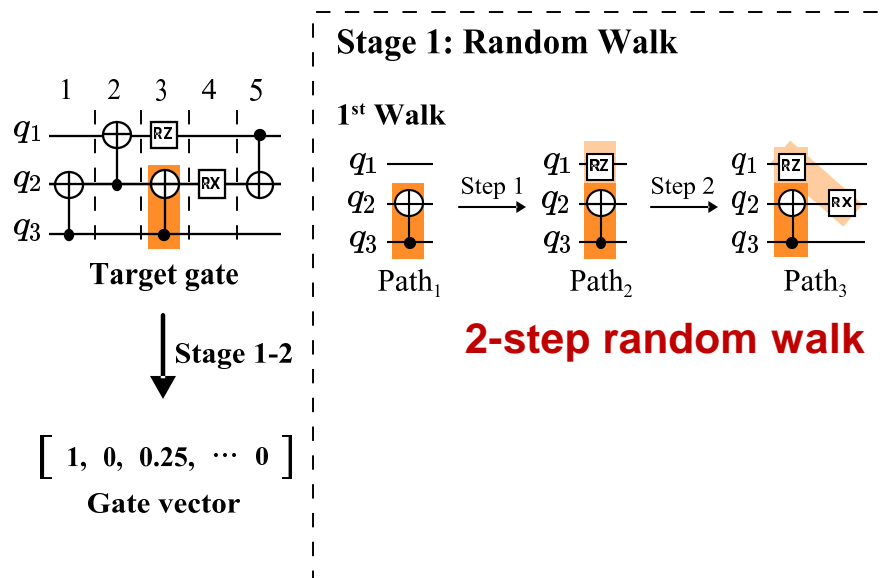 Stage 1: Random Walk
1 2 3 4 5
q1 RZ
q2 RX
q3
Target gate
Stage 1-2
[ 1, 0, 0.25, ⋯ 0 ]
Gate vector
1st Walk
q1
q2
q3
Path1
Step 1
q1 RZ
q2
q3
Path2
Step 2
q1 RZ
q2 RX
q3
Path3
2-step random walk